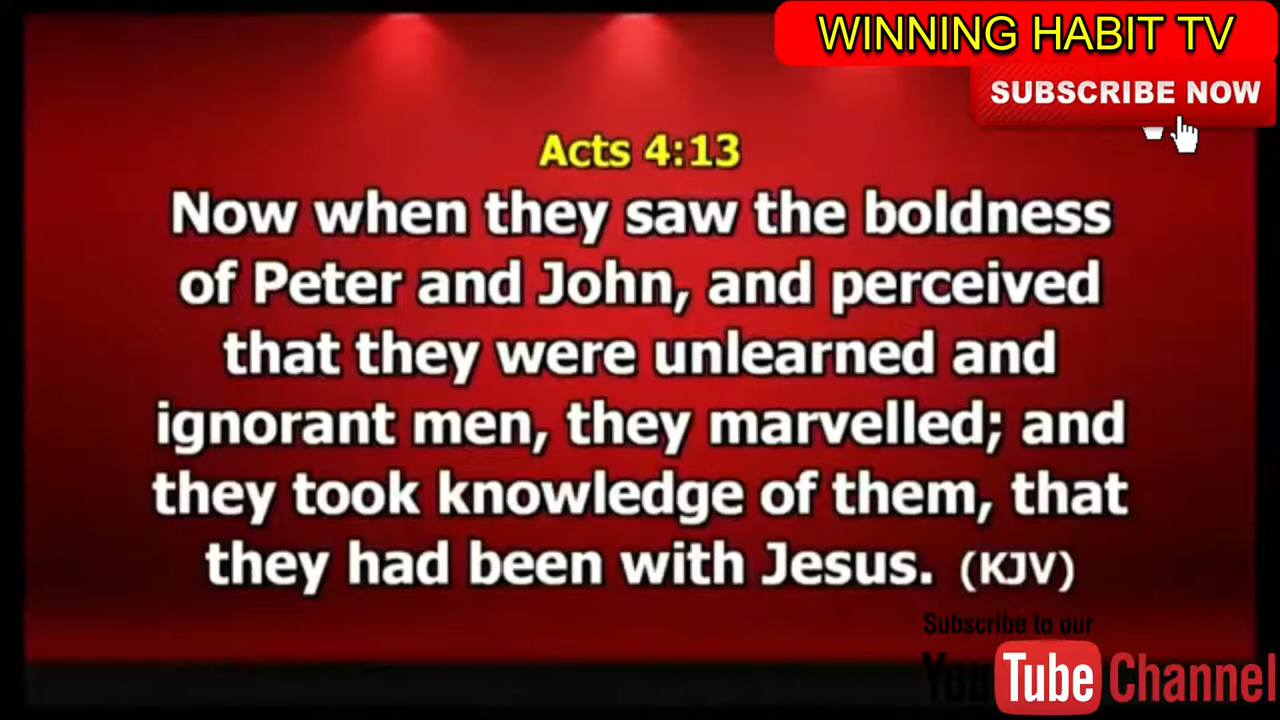 WINNING HABIT TV
SUBSCRIBE NOW
Acts 4:13
Now when they saw the boldness
of Peter and John, and perceived
that they were unlearned and
ignorant men, they marvelled; and
they took knowledge of them, that
they had been with Jesus. (KJV)
Subscribe to our
YouTube Channel